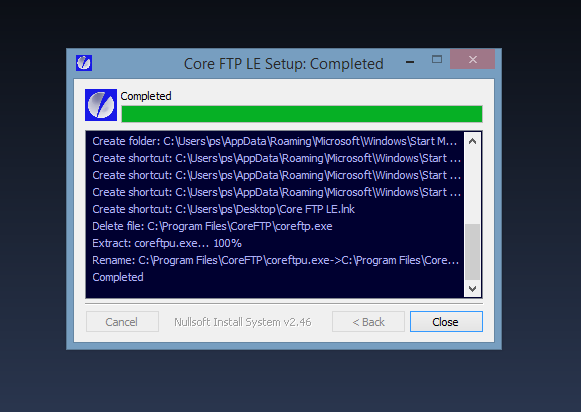 Core FTP LE Setup: Completed
Completed
Create folder: C:\Users\ps\AppData\Roaming\Microsoft\Windows\Start M...
Create shortcut: C:\Users\ps\AppData\Roaming\Microsoft\Windows\Start ...
Create shortcut: C:\Users\ps\AppData\Roaming\Microsoft\Windows\Start ...
Create shortcut: C:\Users\ps\AppData\Roaming\Microsoft\Windows\Start ...
Create shortcut: C:\Users\ps\Desktop\Core FTP LE.lnk
Delete file: C:\Program Files\CoreFTP\coreftp.exe
Extract: coreftpu.exe... 100%
Rename: C:\Program Files\CoreFTP\coreftpu.exe->C:\Program Files\Core...
Completed
Cancel Nullsoft Install System v2.46 < Back Close